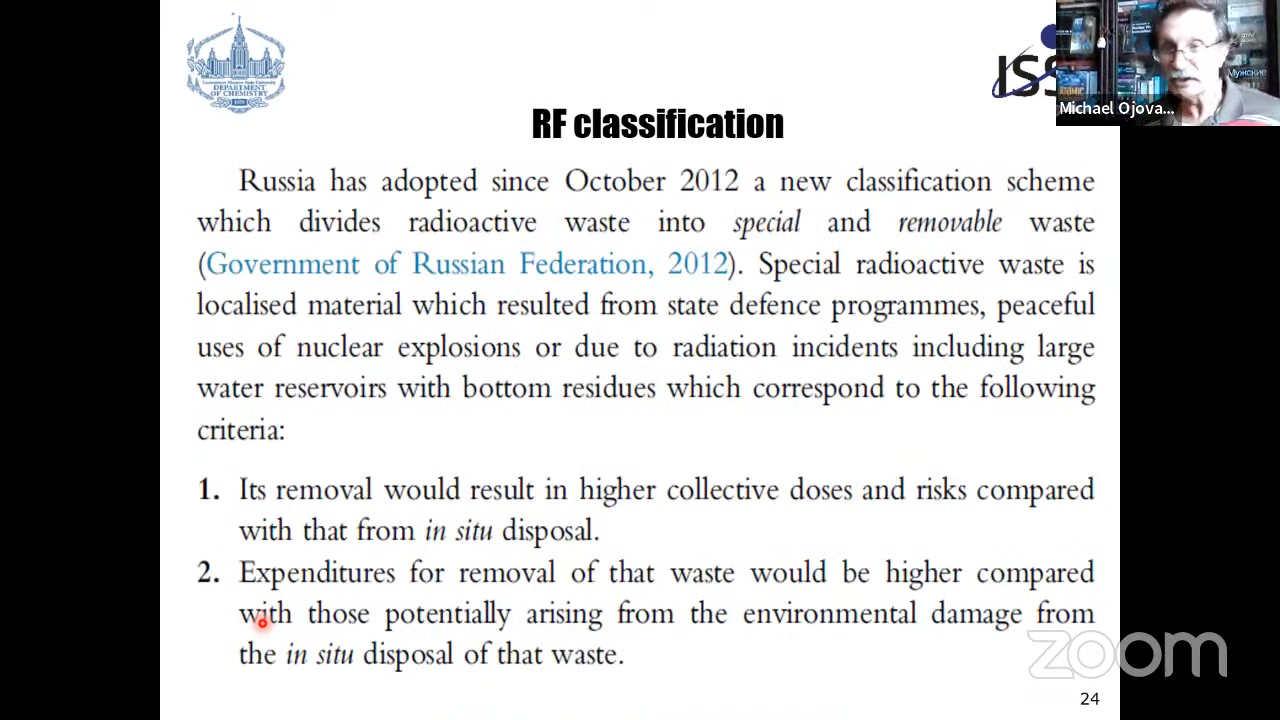 DEPARTMENT
OF CHEMISTRY
ISS
Michael Ojova...
RF classification
Russia has adopted since October 2012 a new classification scheme
which divides radioactive waste into special and removable waste
(Government of Russian Federation, 2012). Special radioactive waste is
localised material which resulted from state defence programmes, peaceful
uses of nuclear explosions or due to radiation incidents including large
water reservoirs with bottom residues which correspond to the following
criteria:
1. Its removal would result in higher collective doses and risks compared
with that from in situ disposal.
2. Expenditures for removal of that waste would be higher compared
with those potentially arising from the environmental damage from
the in situ disposal of that waste.
zoom
24